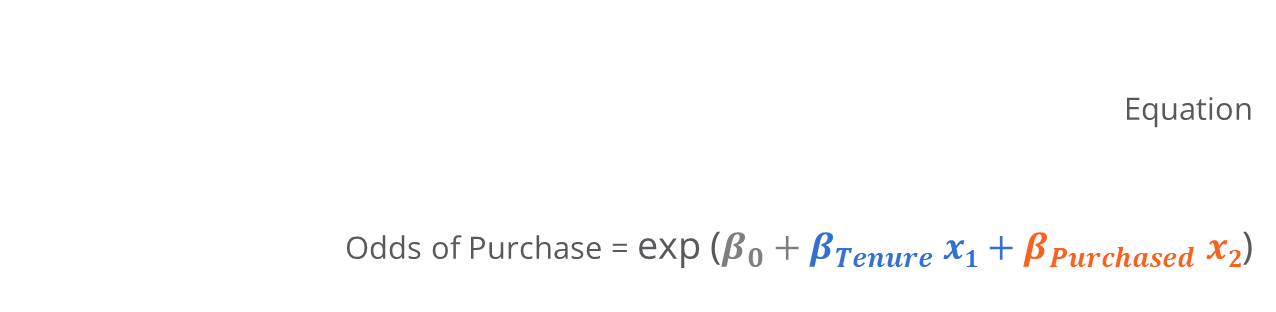 Equation
Odds of Purchase = exp (β₀ + β_Tenure x₁ + β_Purchased x₂)